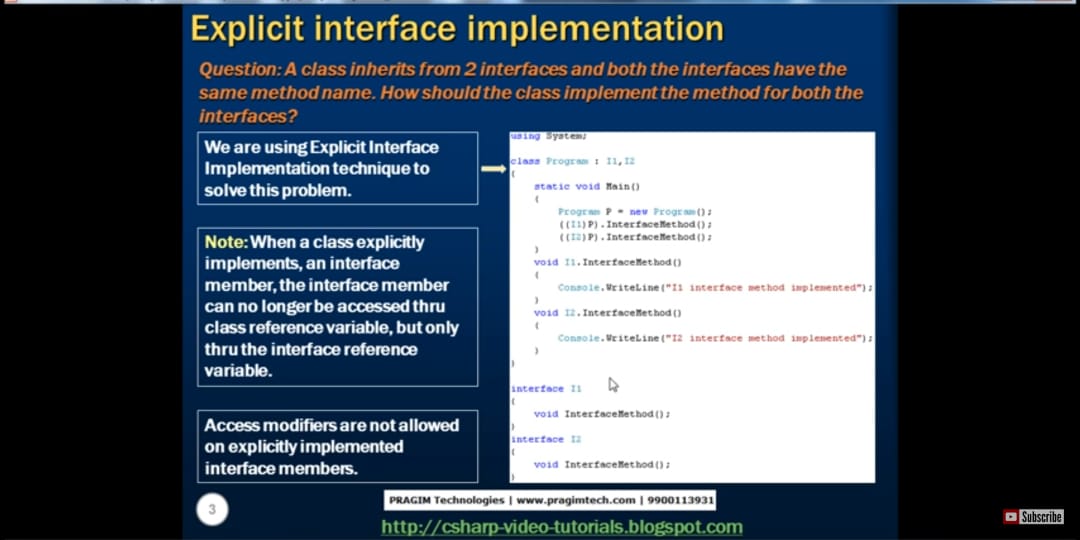 Explicit interface implementation
Question: A class inherits from 2 interfaces and both the interfaces have the
same method name. How should the class implement the method for both the
interfaces?
We are using Explicit Interface
Implementation technique to
solve this problem.
Note: When a class explicitly
implements, an interface
member, the interface member
can no longer be accessed thru
class reference variable, but only
thru the interface reference
variable.
Access modifiers are not allowed
on explicitly implemented
interface members.
using System;
class Program : I1,I2
{
static void Main()
{
Program P = new Program();
((I1)P).InterfaceMethod();
((I2)P).InterfaceMethod();
}
void I1.InterfaceMethod()
{
Console.WriteLine("I1 interface method implemented");
}
void I2.InterfaceMethod()
{
Console.WriteLine("I2 interface method implemented");
}
}
interface I1
{
void InterfaceMethod();
}
interface I2
{
void InterfaceMethod();
}
3
PRAGIM Technologies | www.pragimtech.com | 9900113931
http://csharp-video-tutorials.blogspot.com
Subscribe